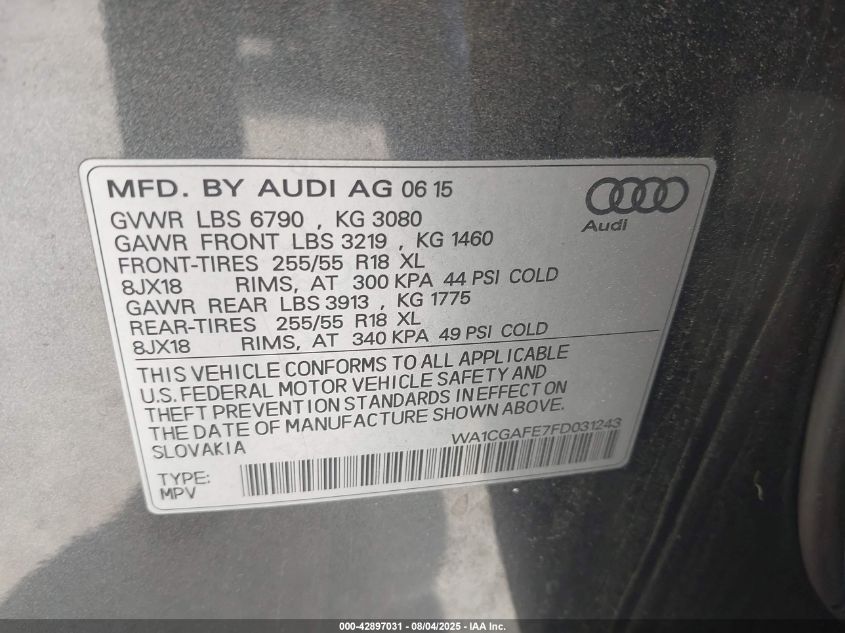 MFD. BY AUDI AG 06 15
Audi
GVWR LBS 6790 , KG 3080
GAWR FRONT LBS 3219 , KG 1460
FRONT-TIRES 255/55 R18 XL
8JX18 RIMS, AT 300 KPA 44 PSI COLD
GAWR REAR LBS 3913 , KG 1775
REAR-TIRES 255/55 R18 XL
8JX18 RIMS, AT 340 KPA 49 PSI COLD
THIS VEHICLE CONFORMS TO ALL APPLICABLE
U.S. FEDERAL MOTOR VEHICLE SAFETY AND
THEFT PREVENTION STANDARDS IN EFFECT ON
THE DATE OF MANUFACTURE SHOWN ABOVE.
SLOVAKIA
WA1CGAFE7FD031243
TYPE:
MPV
000-42897031 - 08/04/2025 - IAA Inc.